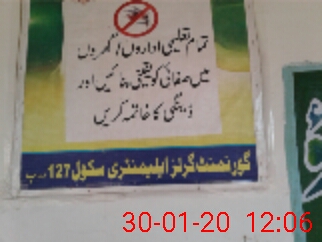 تمام تعلیمی اداروں / گھروں
میں صفائی کو یقینی بنائیں اور
ڈینگی کا خاتمہ کریں
گورنمنٹ گرلز ایلیمنٹری سکول 127۔۔۔ب
30-01-20 12:06